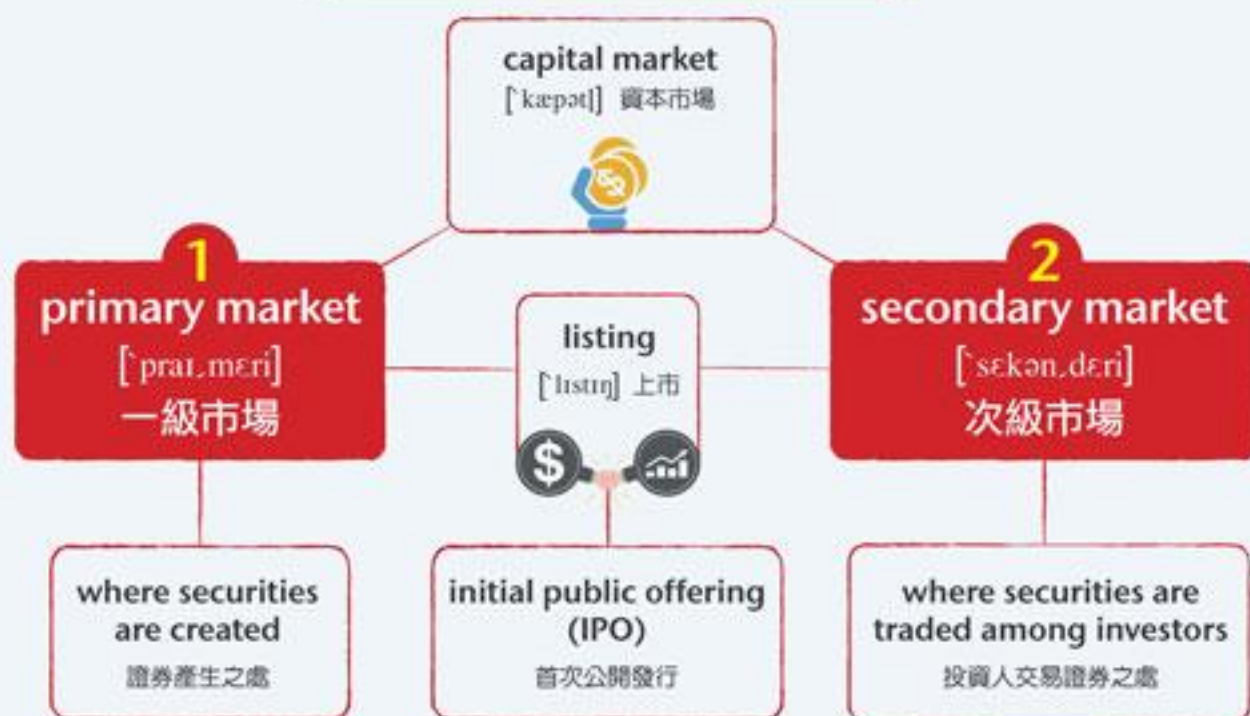 capital market
[ˋkæpətḷ] 資本市場
1
primary market
[ˋpraɪˏmɛri]
一級市場
listing
[ˋlɪstɪŋ] 上市
2
secondary market
[ˋsɛkənˏdɛri]
次級市場
where securities
are created
證券產生之處
initial public offering
(IPO)
首次公開發行
where securities are
traded among investors
投資人交易證券之處